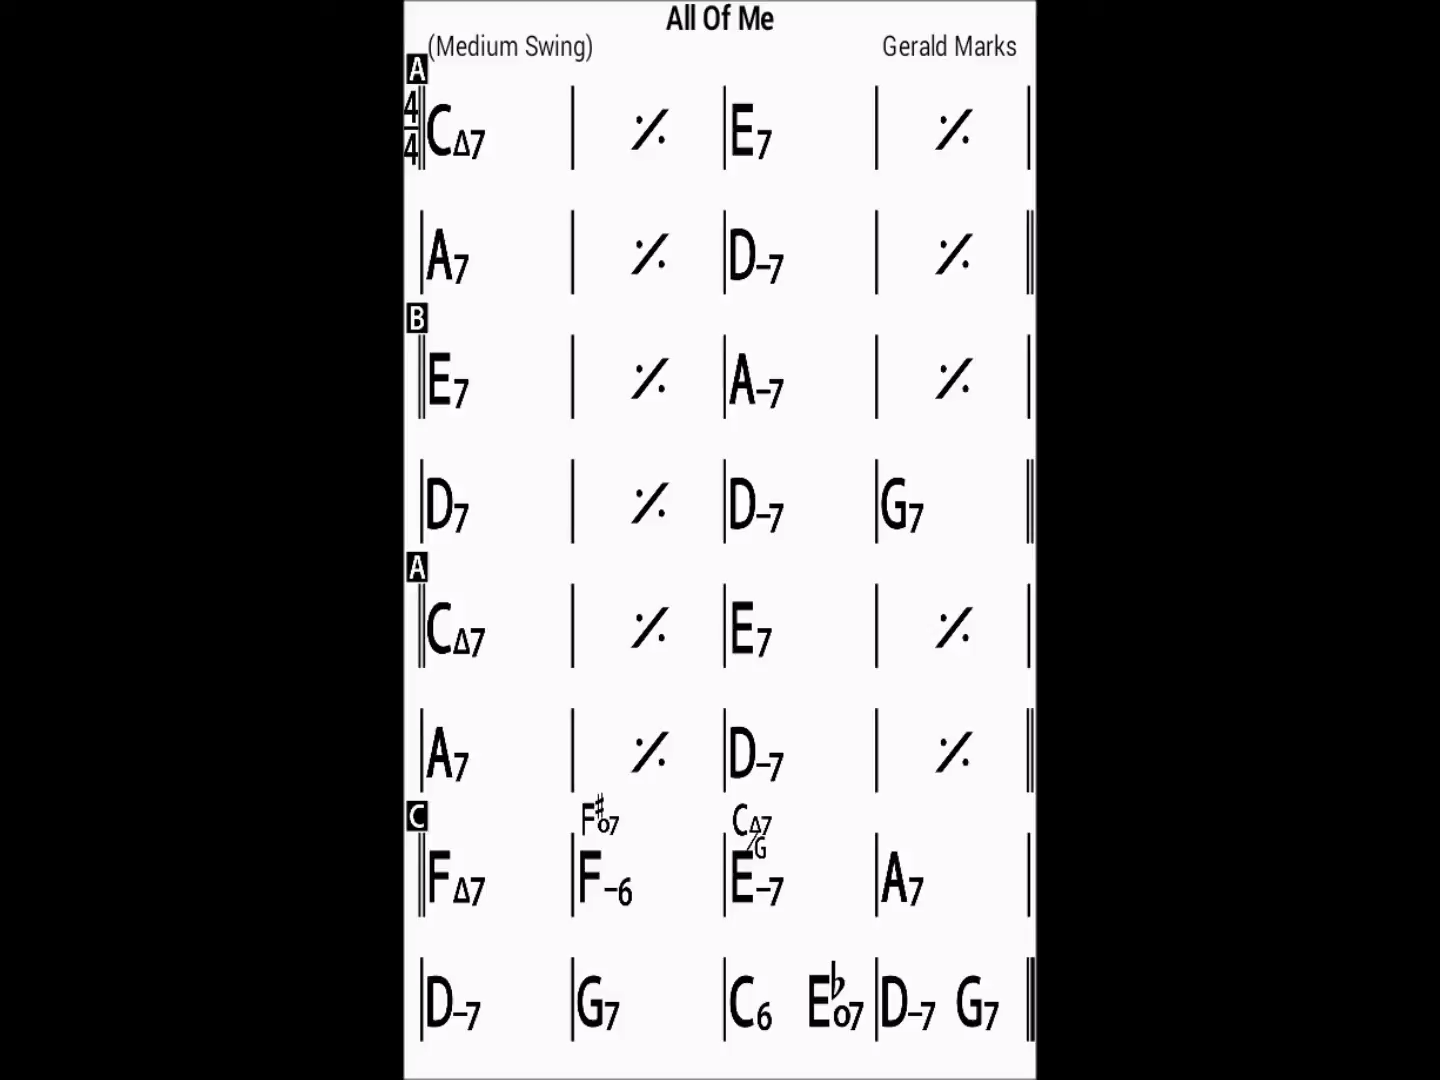 All Of Me
(Medium Swing) Gerald Marks
A
4/4 CΔ7 | 𝄎 | E7 | 𝄎 |
| A7 | 𝄎 | D-7 | 𝄎 ||
B
|| E7 | 𝄎 | A-7 | 𝄎 |
| D7 | 𝄎 | D-7 | G7 ||
A
|| CΔ7 | 𝄎 | E7 | 𝄎 |
| A7 | 𝄎 | D-7 | 𝄎 ||
C F♯o7 CΔ7/G
|| FΔ7 | F-6 | E-7 | A7 |
| D-7 | G7 | C6 E♭o7 | D-7 G7 ||